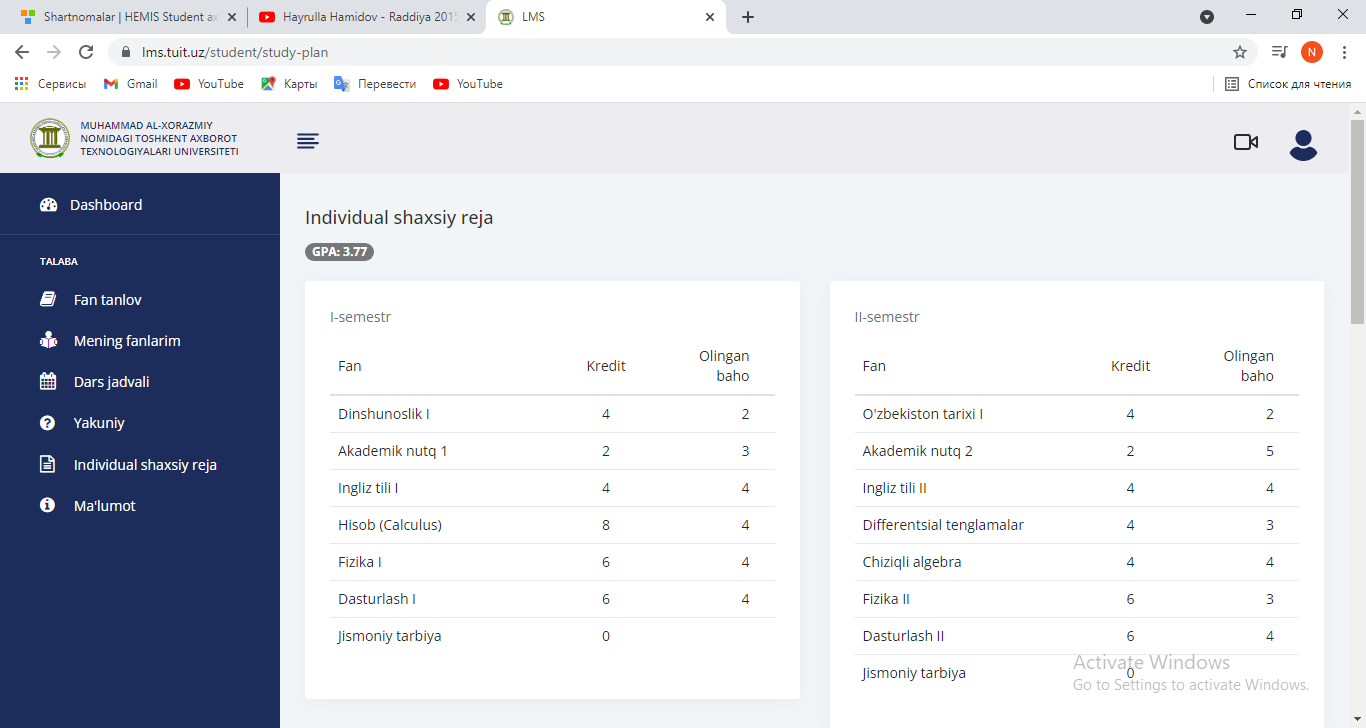 Shartnomalar | HEMIS Student ax
Hayrulla Hamidov - Raddiya 2015
LMS
lms.tuit.uz/student/study-plan
N
Сервисы Gmail YouTube Карты Перевести YouTube Список для чтения
MUHAMMAD AL-XORAZMIY
NOMIDAGI TOSHKENT AXBOROT
TEXNOLOGIYALARI UNIVERSITETI
Dashboard
TALABA
Fan tanlov
Mening fanlarim
Dars jadvali
Yakuniy
Individual shaxsiy reja
Ma'lumot
Individual shaxsiy reja
GPA: 3.77
I-semestr
Fan Kredit Olingan baho
Dinshunoslik I 4 2
Akademik nutq 1 2 3
Ingliz tili I 4 4
Hisob (Calculus) 8 4
Fizika I 6 4
Dasturlash I 6 4
Jismoniy tarbiya 0
II-semestr
Fan Kredit Olingan baho
O'zbekiston tarixi I 4 2
Akademik nutq 2 2 5
Ingliz tili II 4 4
Differentsial tenglamalar 4 3
Chiziqli algebra 4 4
Fizika II 6 3
Dasturlash II 6 4
Jismoniy tarbiya 0
Activate Windows
Go to Settings to activate Windows.